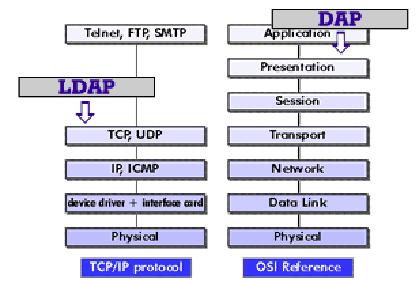 DAP
Telnet, FTP, SMTP
Application
Presentation
LDAP
Session
TCP, UDP
Transport
IP, ICMP
Network
device driver + interface card
Data Link
Physical
Physical
TCP/IP protocol
OSI Reference